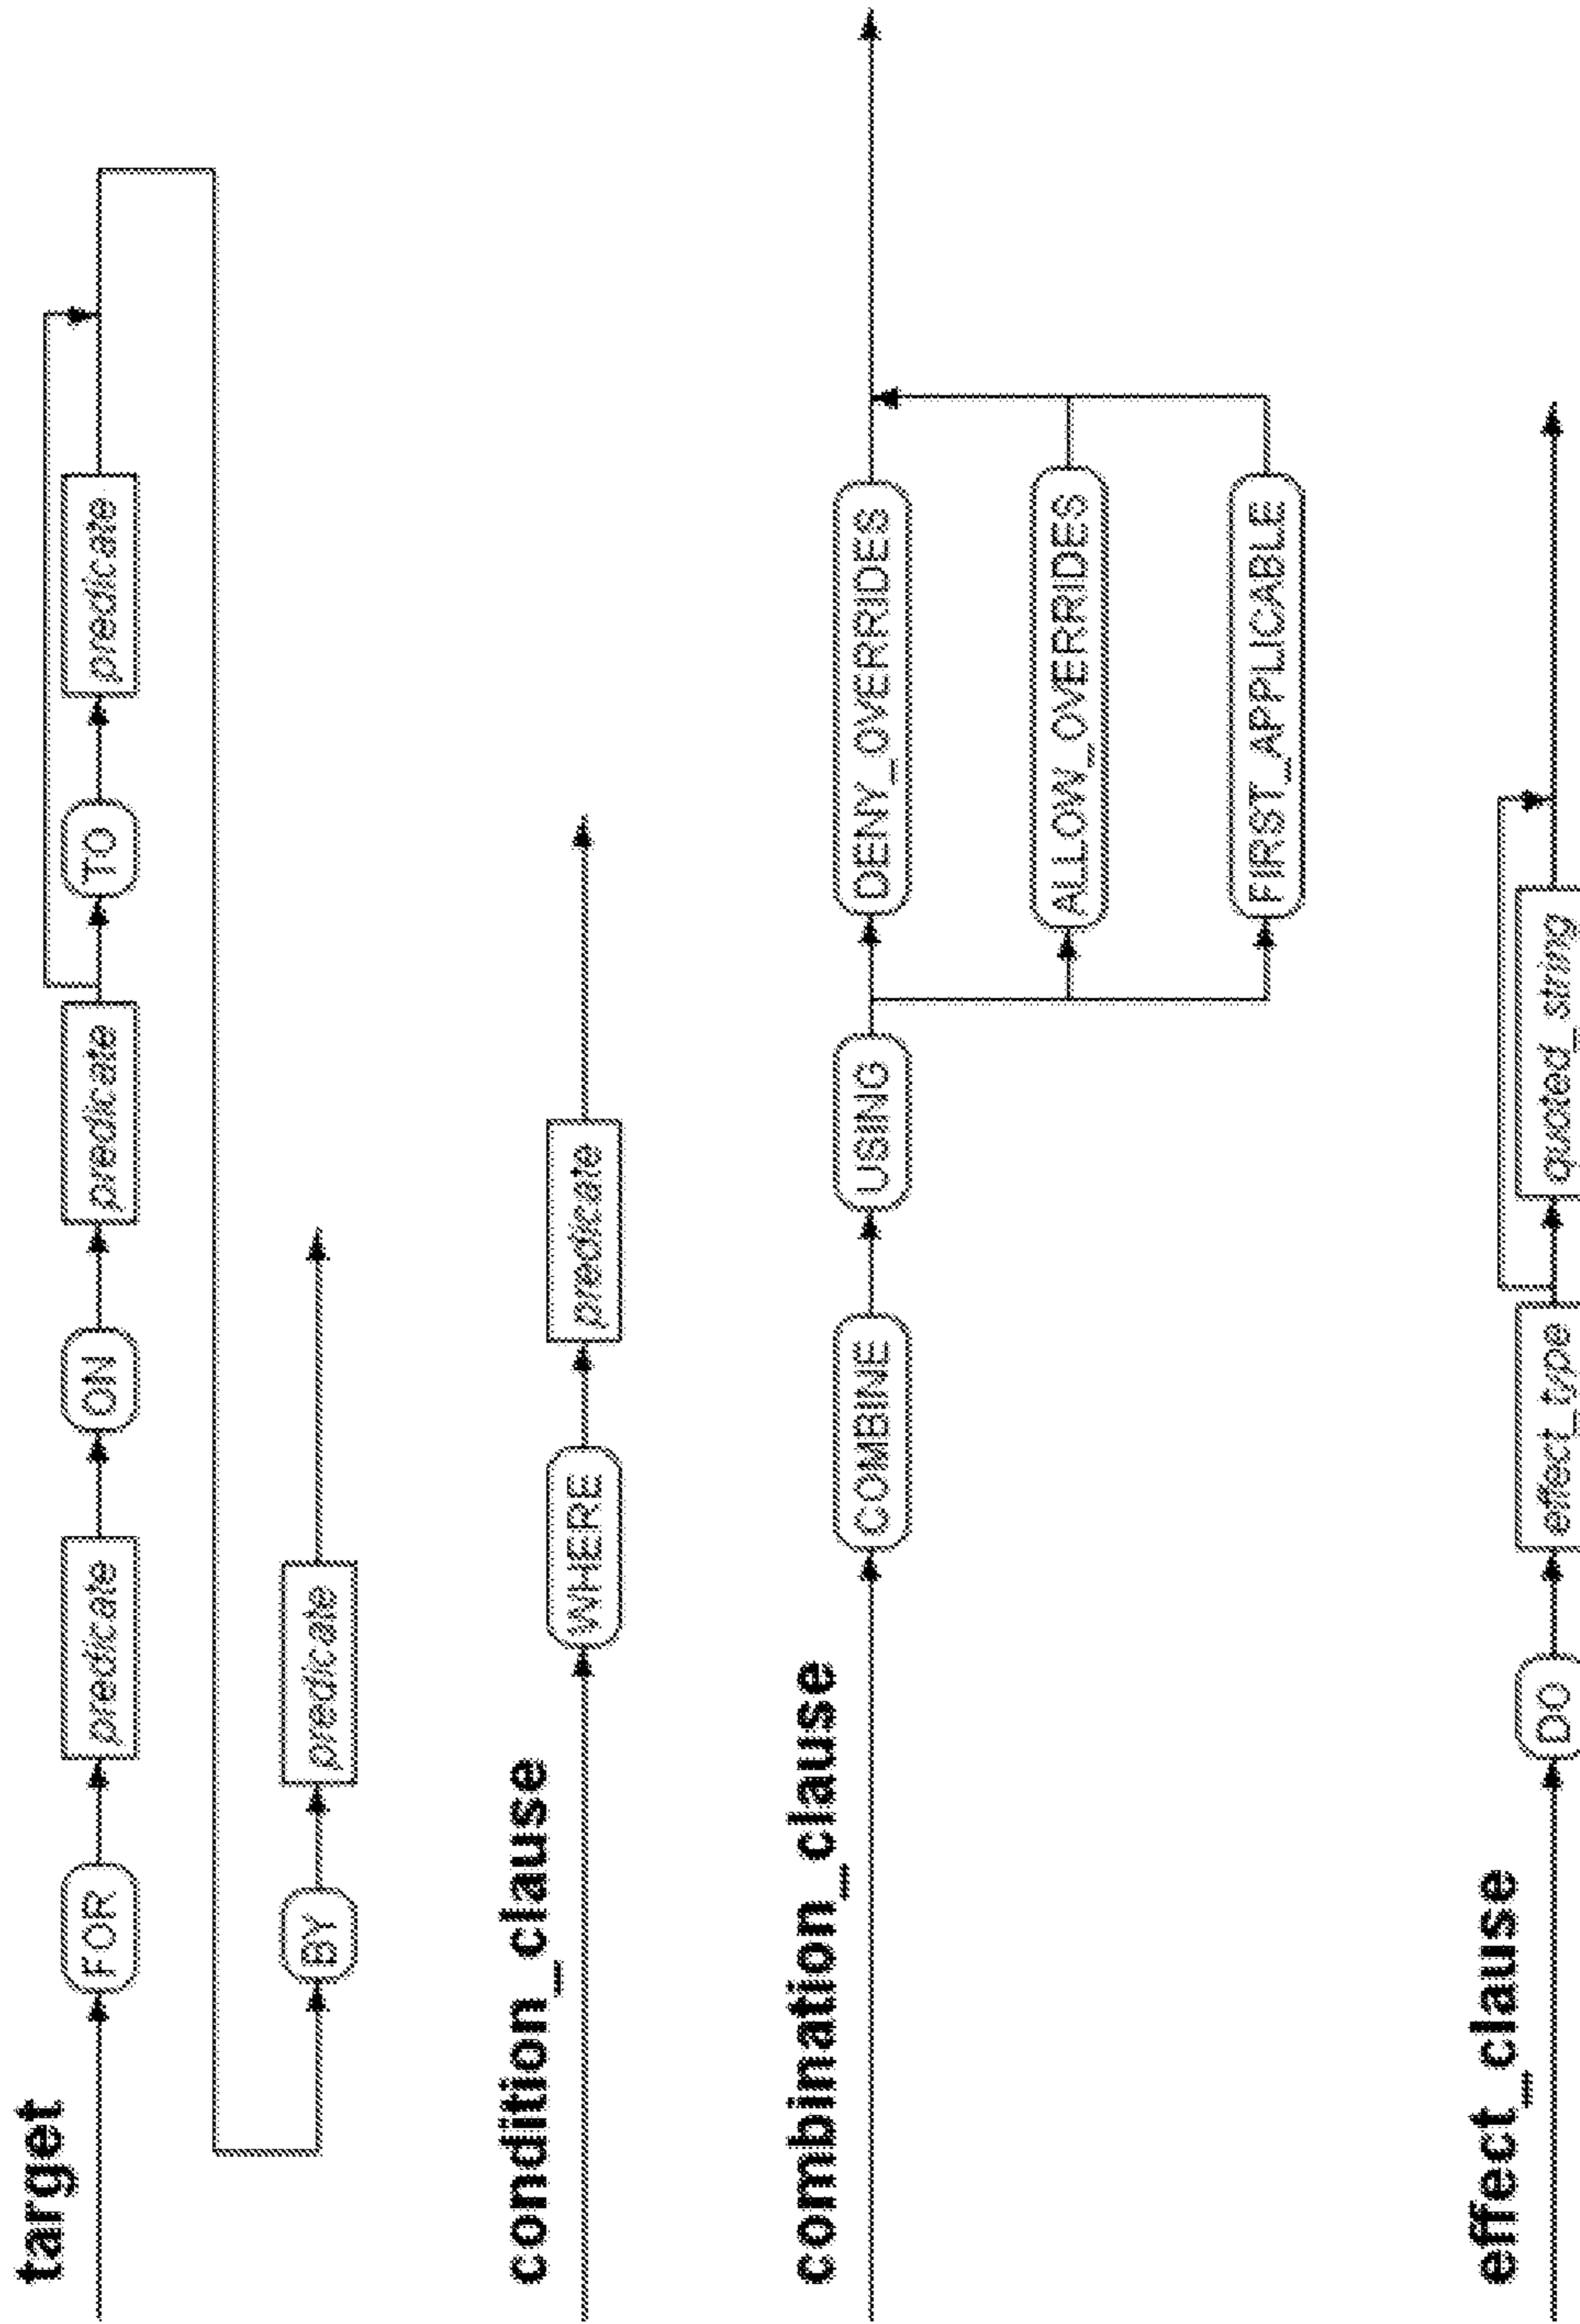 target
FOR predicate ON predicate TO predicate
BY predicate
condition_clause
WHERE predicate
combination_clause
COMBINE USING DENY_OVERRIDES
ALLOW_OVERRIDES
FIRST_APPLICABLE
effect_clause
DO effect_type quoted_string